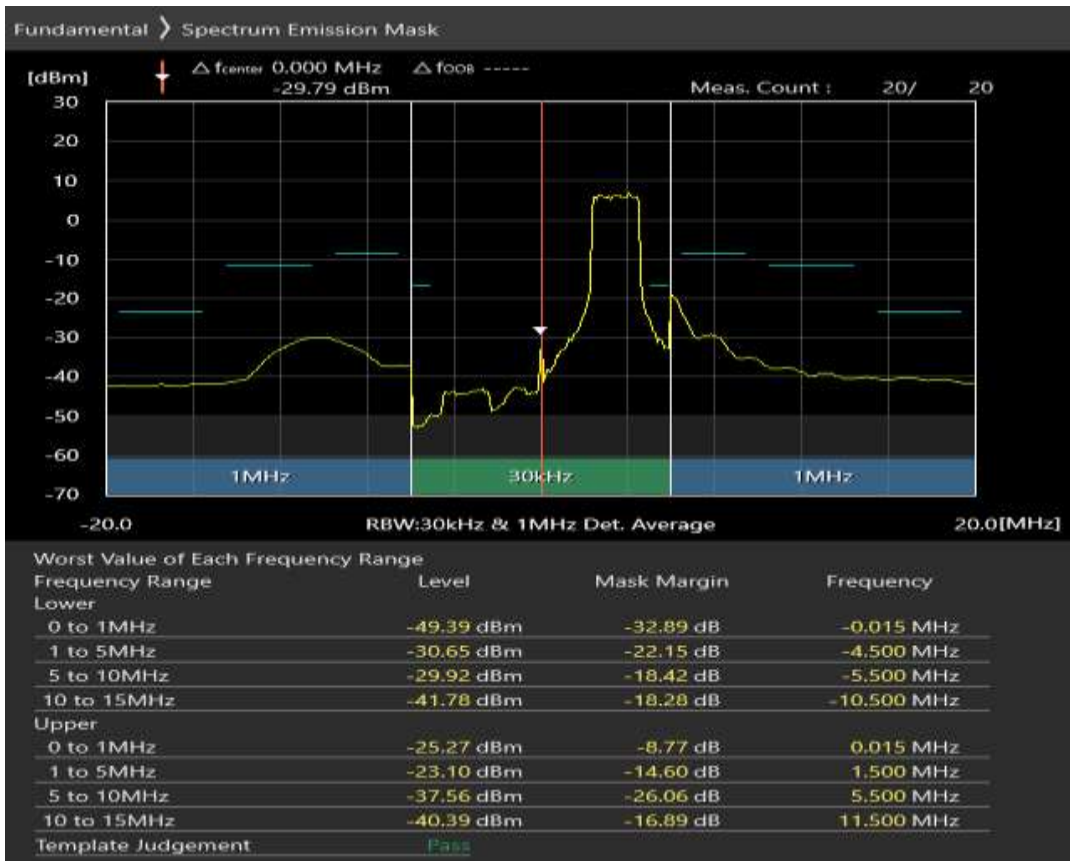 Fundamental 〉 Spectrum Emission Mask
[dBm] △ fcenter 0.000 MHz △ fOOB -----
-29.79 dBm Meas. Count : 20/ 20
30
20
10
0
-10
-20
-30
-40
-50
-60
-70
1MHz 30kHz 1MHz
-20.0 RBW:30kHz & 1MHz Det. Average 20.0[MHz]
Worst Value of Each Frequency Range
Frequency Range Level Mask Margin Frequency
Lower
0 to 1MHz -49.39 dBm -32.89 dB -0.015 MHz
1 to 5MHz -30.65 dBm -22.15 dB -4.500 MHz
5 to 10MHz -29.92 dBm -18.42 dB -5.500 MHz
10 to 15MHz -41.78 dBm -18.28 dB -10.500 MHz
Upper
0 to 1MHz -25.27 dBm -8.77 dB 0.015 MHz
1 to 5MHz -23.10 dBm -14.60 dB 1.500 MHz
5 to 10MHz -37.56 dBm -26.06 dB 5.500 MHz
10 to 15MHz -40.39 dBm -16.89 dB 11.500 MHz
Template Judgement Pass